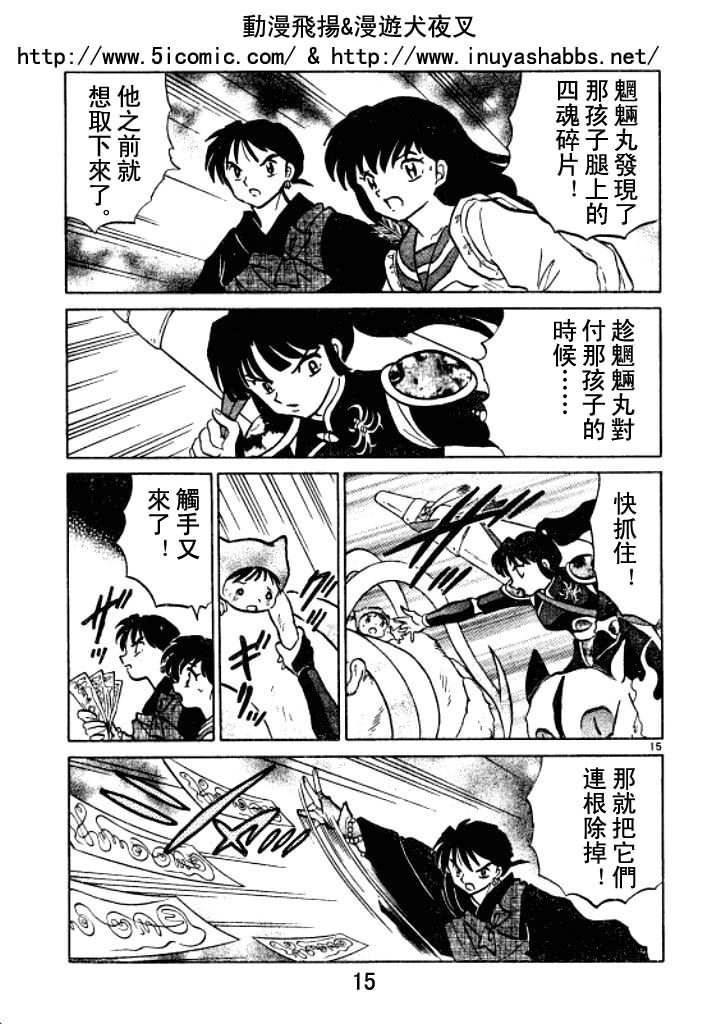 動漫飛揚&漫遊犬夜叉
http://www.5icomic.com/ & http://www.inuyashabbs.net/
魍魎丸發現了
那孩子腿上的
四魂碎片！
他之前就
想取下來了。
趁魍魎丸對
付那孩子的
時候……
快抓住！
觸手又
來了！
15
那就把它們
連根除掉！
15